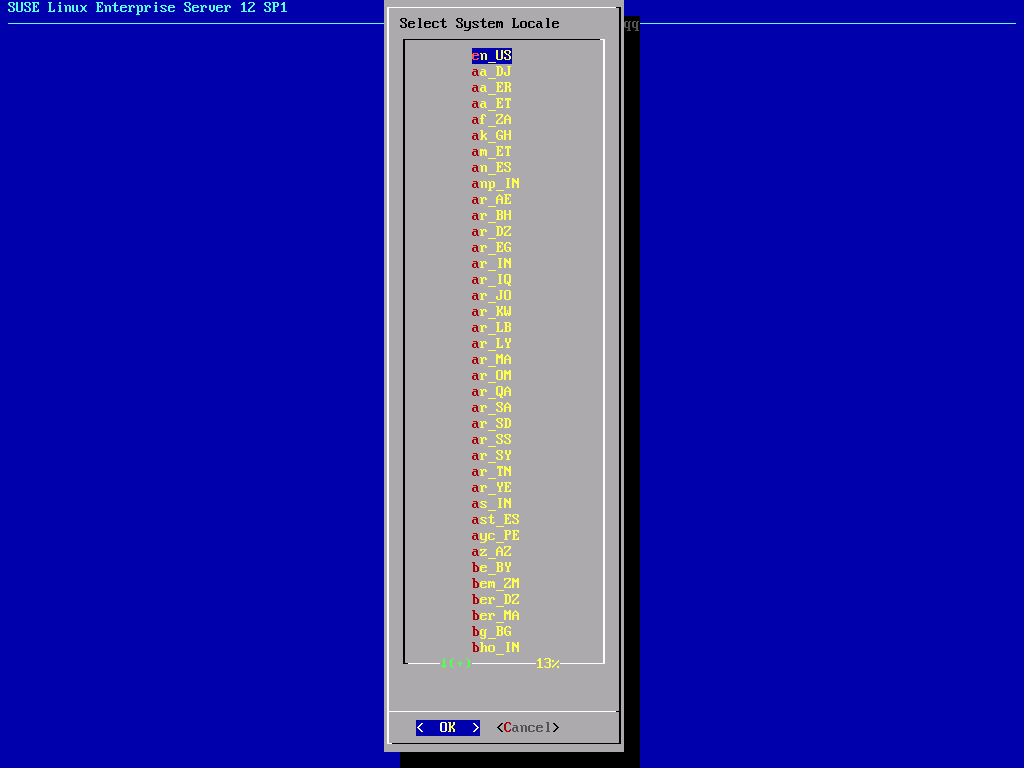 SUSE Linux Enterprise Server 12 SP1
Select System Locale
qq
en_US
aa_DJ
aa_ER
aa_ET
af_ZA
ak_GH
am_ET
an_ES
anp_IN
ar_AE
ar_BH
ar_DZ
ar_EG
ar_IN
ar_IQ
ar_JO
ar_KW
ar_LB
ar_LY
ar_MA
ar_OM
ar_QA
ar_SA
ar_SD
ar_SS
ar_SY
ar_TN
ar_YE
as_IN
ast_ES
ayc_PE
az_AZ
be_BY
bem_ZM
ber_DZ
ber_MA
bg_BG
bho_IN
↓(+) 13%
< OK > <Cancel>